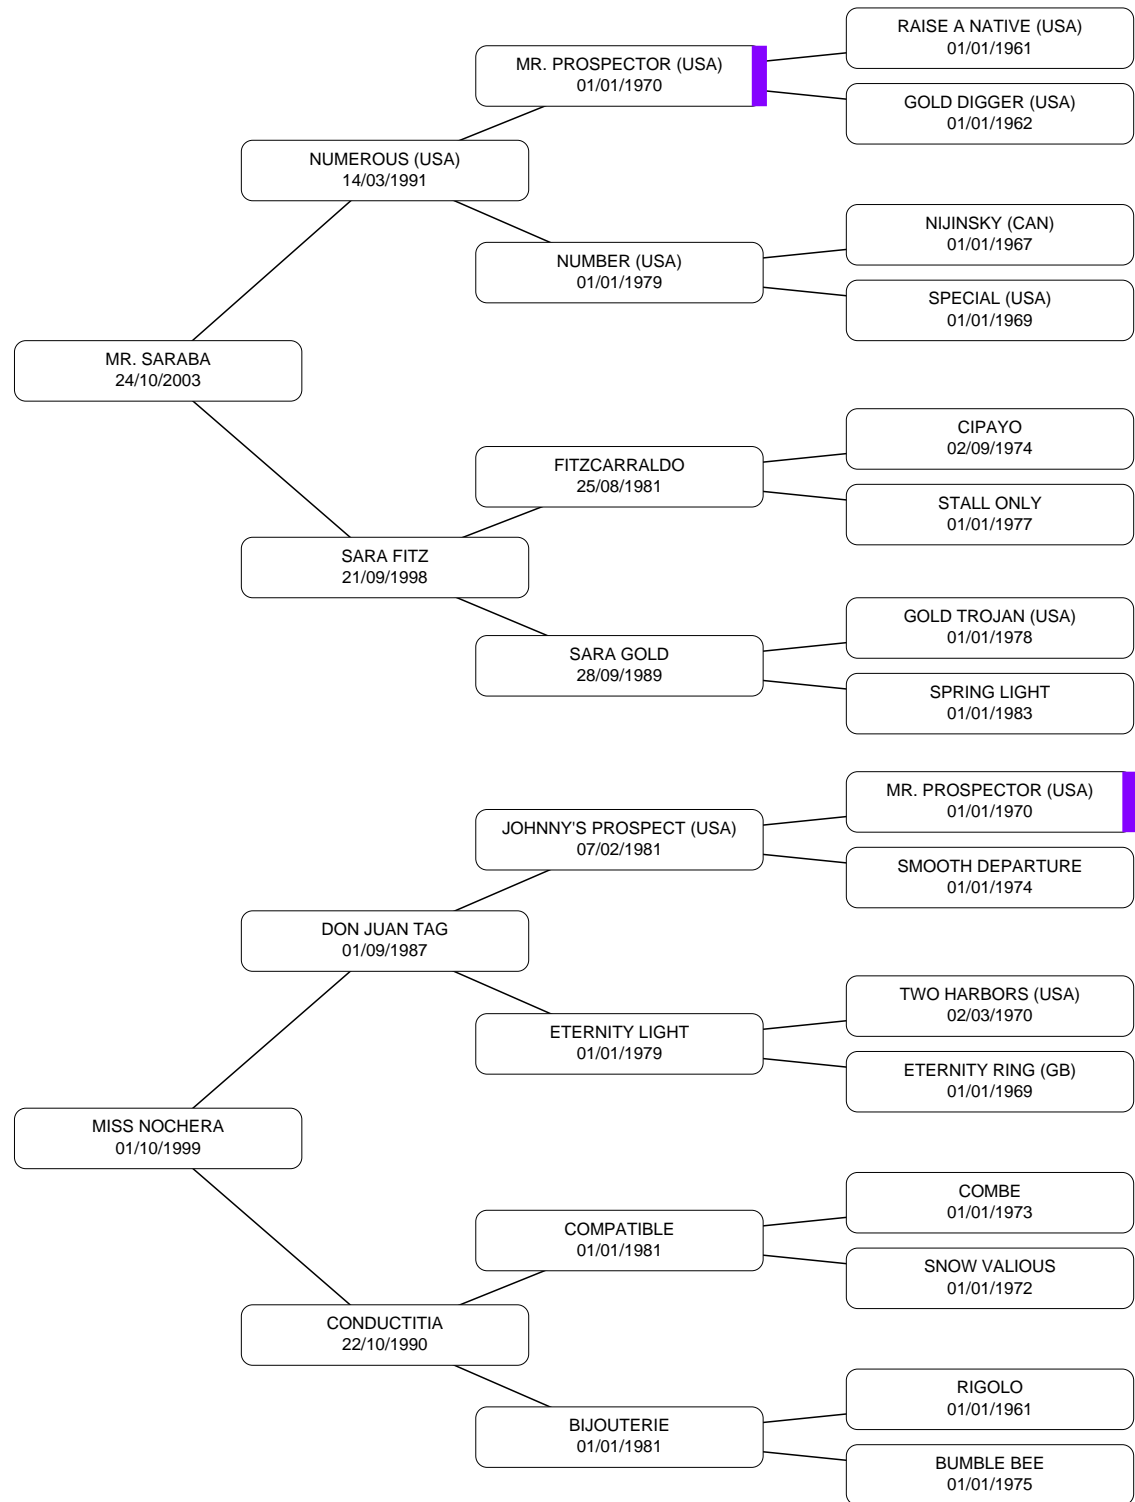 RAISE A NATIVE (USA)
01/01/1961
MR. PROSPECTOR (USA)
01/01/1970
GOLD DIGGER (USA)
01/01/1962
NUMEROUS (USA)
14/03/1991
NIJINSKY (CAN)
01/01/1967
NUMBER (USA)
01/01/1979
SPECIAL (USA)
01/01/1969
MR. SARABA
24/10/2003
CIPAYO
02/09/1974
FITZCARRALDO
25/08/1981
STALL ONLY
01/01/1977
SARA FITZ
21/09/1998
GOLD TROJAN (USA)
01/01/1978
SARA GOLD
28/09/1989
SPRING LIGHT
01/01/1983
MR. PROSPECTOR (USA)
01/01/1970
JOHNNY'S PROSPECT (USA)
07/02/1981
SMOOTH DEPARTURE
01/01/1974
DON JUAN TAG
01/09/1987
TWO HARBORS (USA)
02/03/1970
ETERNITY LIGHT
01/01/1979
ETERNITY RING (GB)
01/01/1969
MISS NOCHERA
01/10/1999
COMBE
01/01/1973
COMPATIBLE
01/01/1981
SNOW VALIOUS
01/01/1972
CONDUCTITIA
22/10/1990
RIGOLO
01/01/1961
BIJOUTERIE
01/01/1981
BUMBLE BEE
01/01/1975